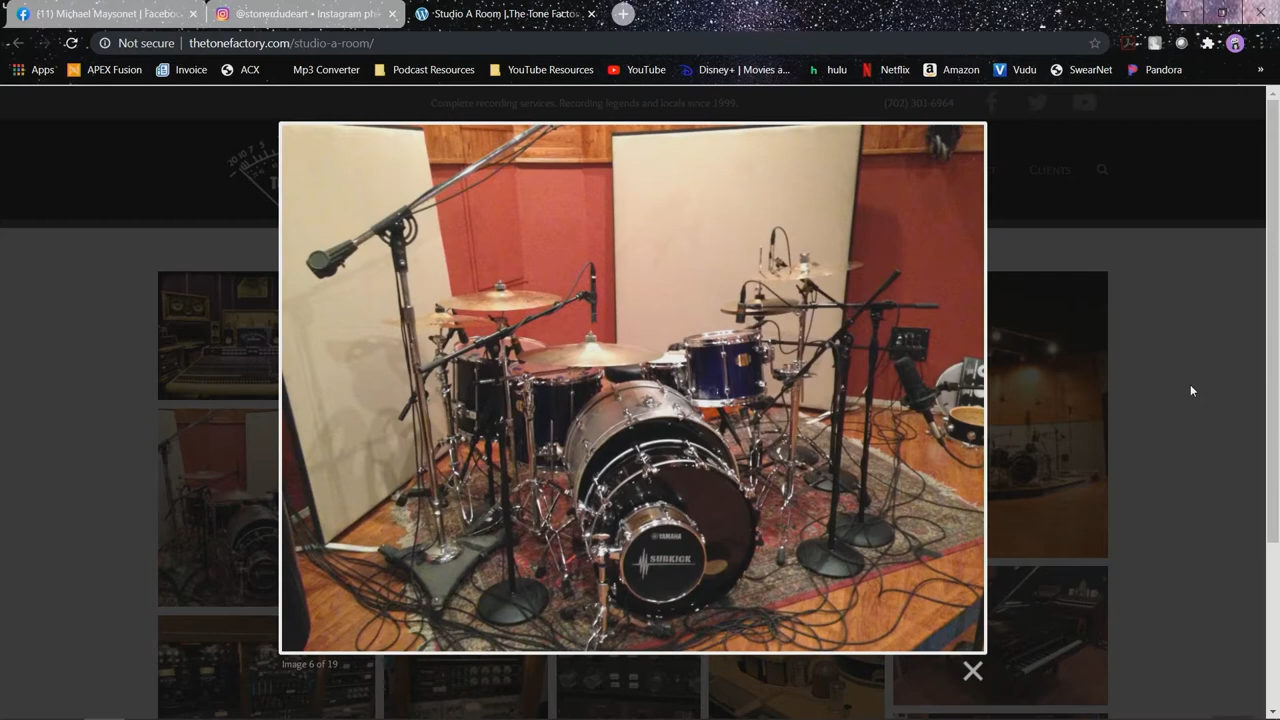 (1) Michael Maysonet | Faceboo
@stonerdudeart • Instagram ph
Studio A Room | The Tone Facto
Not secure | thetonefactory.com/studio-a-room/
Apps
APEX Fusion
Invoice
ACX
Mp3 Converter
Podcast Resources
YouTube Resources
YouTube
Disney+ | Movies a...
hulu
Netflix
Amazon
Vudu
SwearNet
Pandora
»
Complete recording services. Recording legends and locals since 1999.
(702) 301-6964
CLIENTS
YAMAHA
SUBKICK
Image 6 of 19